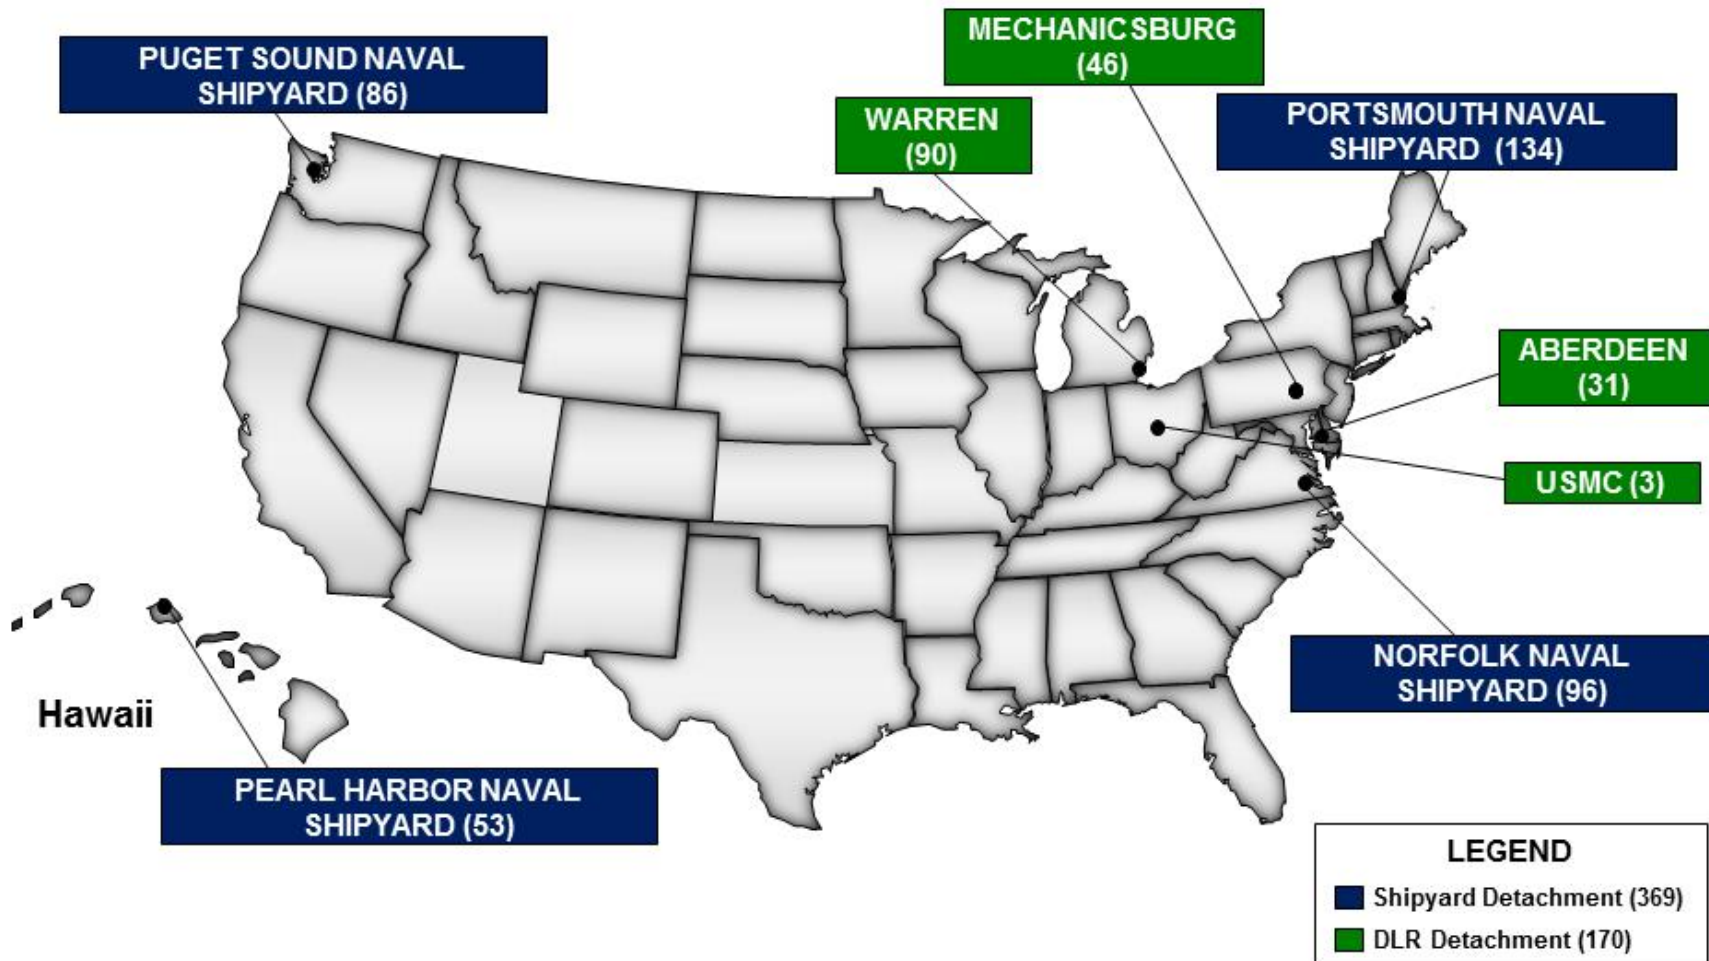 PUGET SOUND NAVAL
SHIPYARD (86)
MECHANICSBURG
(46)
WARREN
(90)
PORTSMOUTH NAVAL
SHIPYARD (134)
ABERDEEN
(31)
USMC (3)
NORFOLK NAVAL
SHIPYARD (96)
Hawaii
PEARL HARBOR NAVAL
SHIPYARD (53)
LEGEND
Shipyard Detachment (369)
DLR Detachment (170)